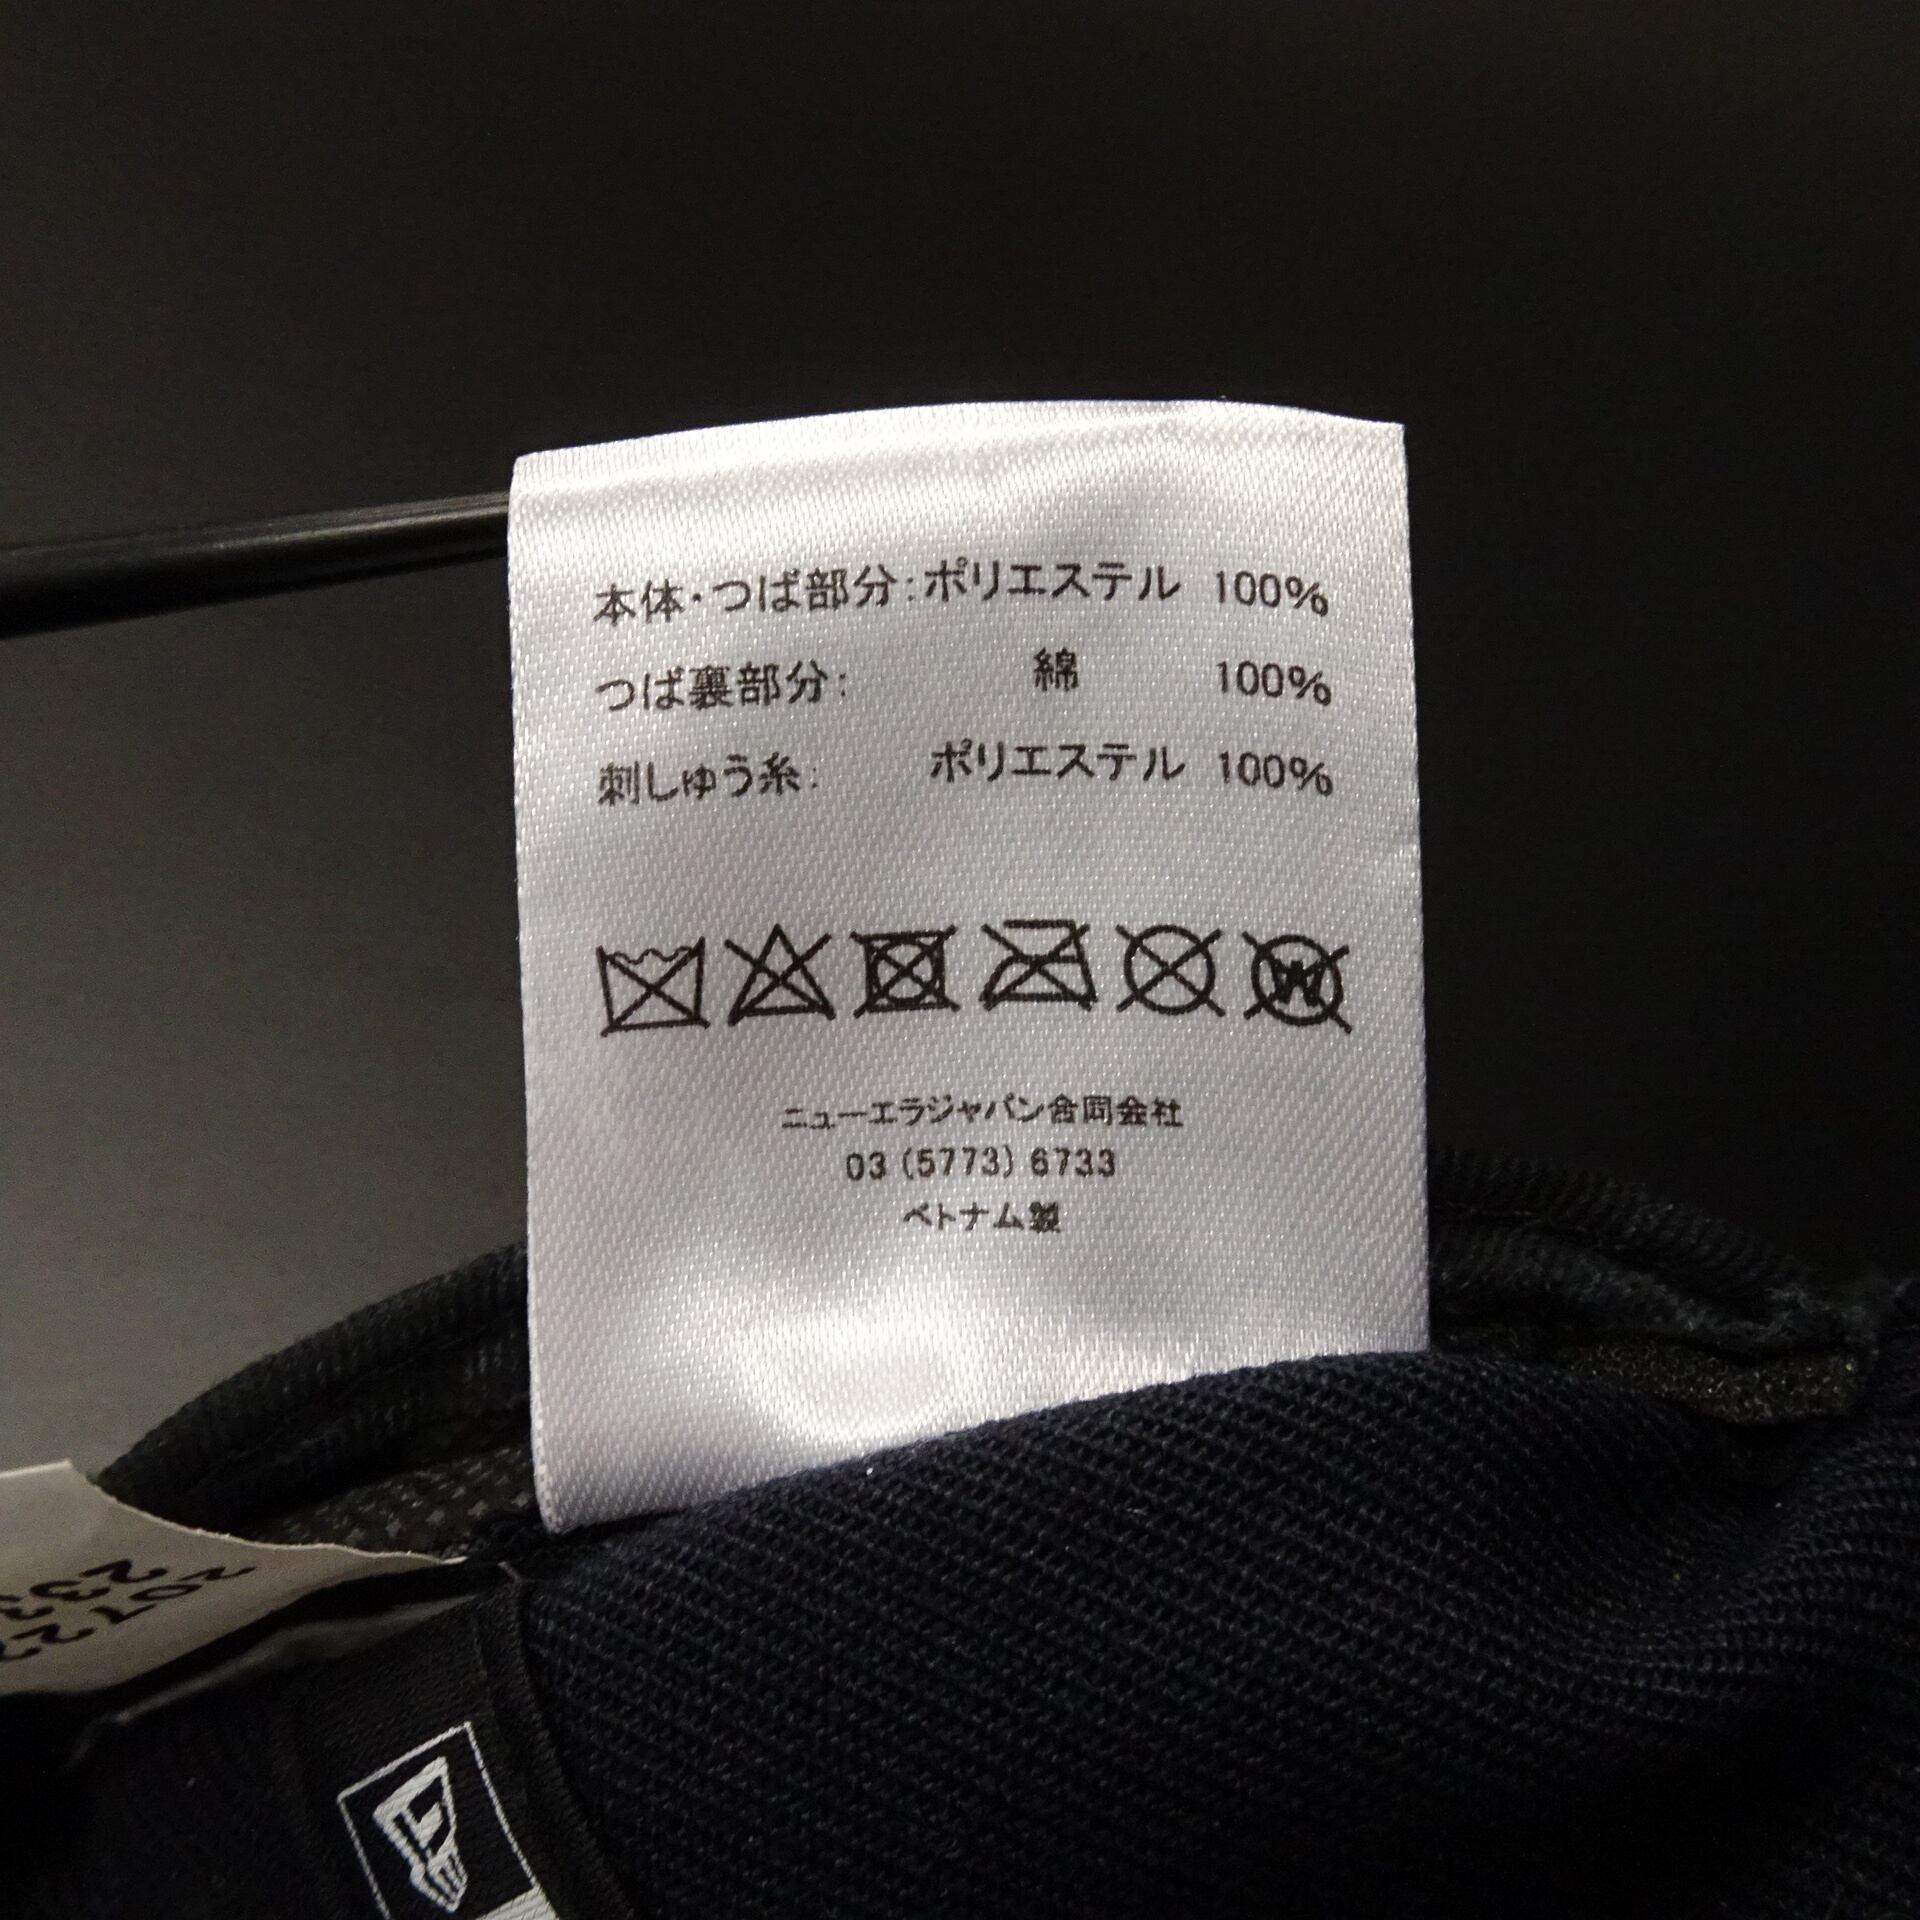 本体・つば部分:ポリエステル 100%
つば裏部分: 綿 100%
刺しゅう糸: ポリエステル 100%
W
ニューエラジャパン合同会社
03 (5773) 6733
ベトナム製